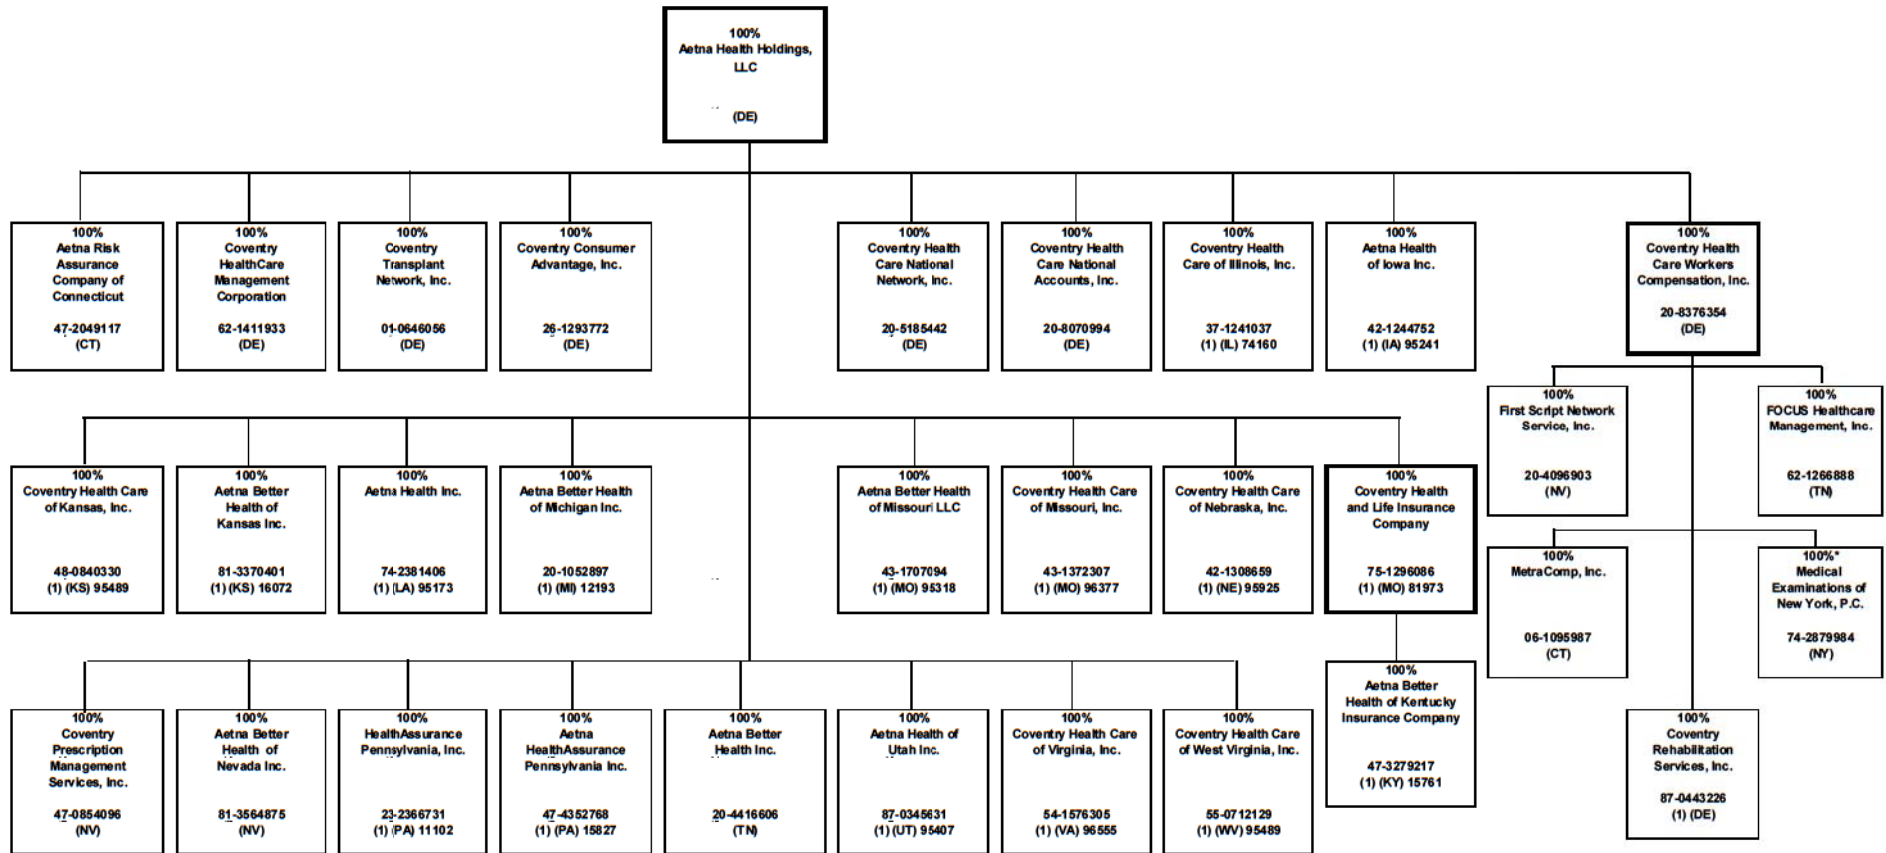 100%
Aetna Health Holdings,
LLC
(DE)
100%
Aetna Risk
Assurance
Company of
Connecticut
47-2049117
(CT)
100%
Coventry
HealthCare
Management
Corporation
62-1411933
(DE)
100%
Coventry
Transplant
Network, Inc.
01-0646056
(DE)
100%
Coventry Consumer
Advantage, Inc.
26-1293772
(DE)
100%
Coventry Health
Care National
Network, Inc.
20-5185442
(DE)
100%
Coventry Health
Care National
Accounts, Inc.
20-8070994
(DE)
100%
Coventry Health
Care of Illinois, Inc.
37-1241037
(1) (IL) 74160
100%
Aetna Health
of Iowa Inc.
42-1244752
(1) (IA) 95241
100%
Coventry Health
Care Workers
Compensation, Inc.
20-8376354
(DE)
100%
First Script Network
Service, Inc.
20-4096903
(NV)
100%
FOCUS Healthcare
Management, Inc.
62-1266888
(TN)
100%
Coventry Health Care
of Kansas, Inc.
48-0840330
(1) (KS) 95489
100%
Aetna Better
Health of
Kansas Inc.
81-3370401
(1) (KS) 16072
100%
Aetna Health Inc.
74-2381406
(1) (LA) 95173
100%
Aetna Better Health
of Michigan Inc.
20-1052897
(1) (MI) 12193
100%
Aetna Better Health
of Missouri LLC
43-1707094
(1) (MO) 95318
100%
Coventry Health Care
of Missouri, Inc.
43-1372307
(1) (MO) 96377
100%
Coventry Health Care
of Nebraska, Inc.
42-1308659
(1) (NE) 95925
100%
Coventry Health
and Life Insurance
Company
75-1296086
(1) (MO) 81973
100%
MetraComp, Inc.
06-1095987
(CT)
100%*
Medical
Examinations of
New York, P.C.
74-2879984
(NY)
100%
Coventry
Prescription
Management
Services, Inc.
47-0854096
(NV)
100%
Aetna Better
Health of
Nevada Inc.
81-3564875
(NV)
100%
HealthAssurance
Pennsylvania, Inc.
23-2366731
(1) (PA) 11102
100%
Aetna
HealthAssurance
Pennsylvania Inc.
47-4352768
(1) (PA) 15827
100%
Aetna Better
Health Inc.
20-4416606
(TN)
100%
Aetna Health of
Utah Inc.
87-0345631
(1) (UT) 95407
100%
Coventry Health Care
of Virginia, Inc.
54-1576305
(1) (VA) 96555
100%
Coventry Health Care
of West Virginia, Inc.
55-0712129
(1) (WV) 95489
100%
Aetna Better
Health of Kentucky
Insurance Company
47-3279217
(1) (KY) 15761
100%
Coventry
Rehabilitation
Services, Inc.
87-0443226
(1) (DE)